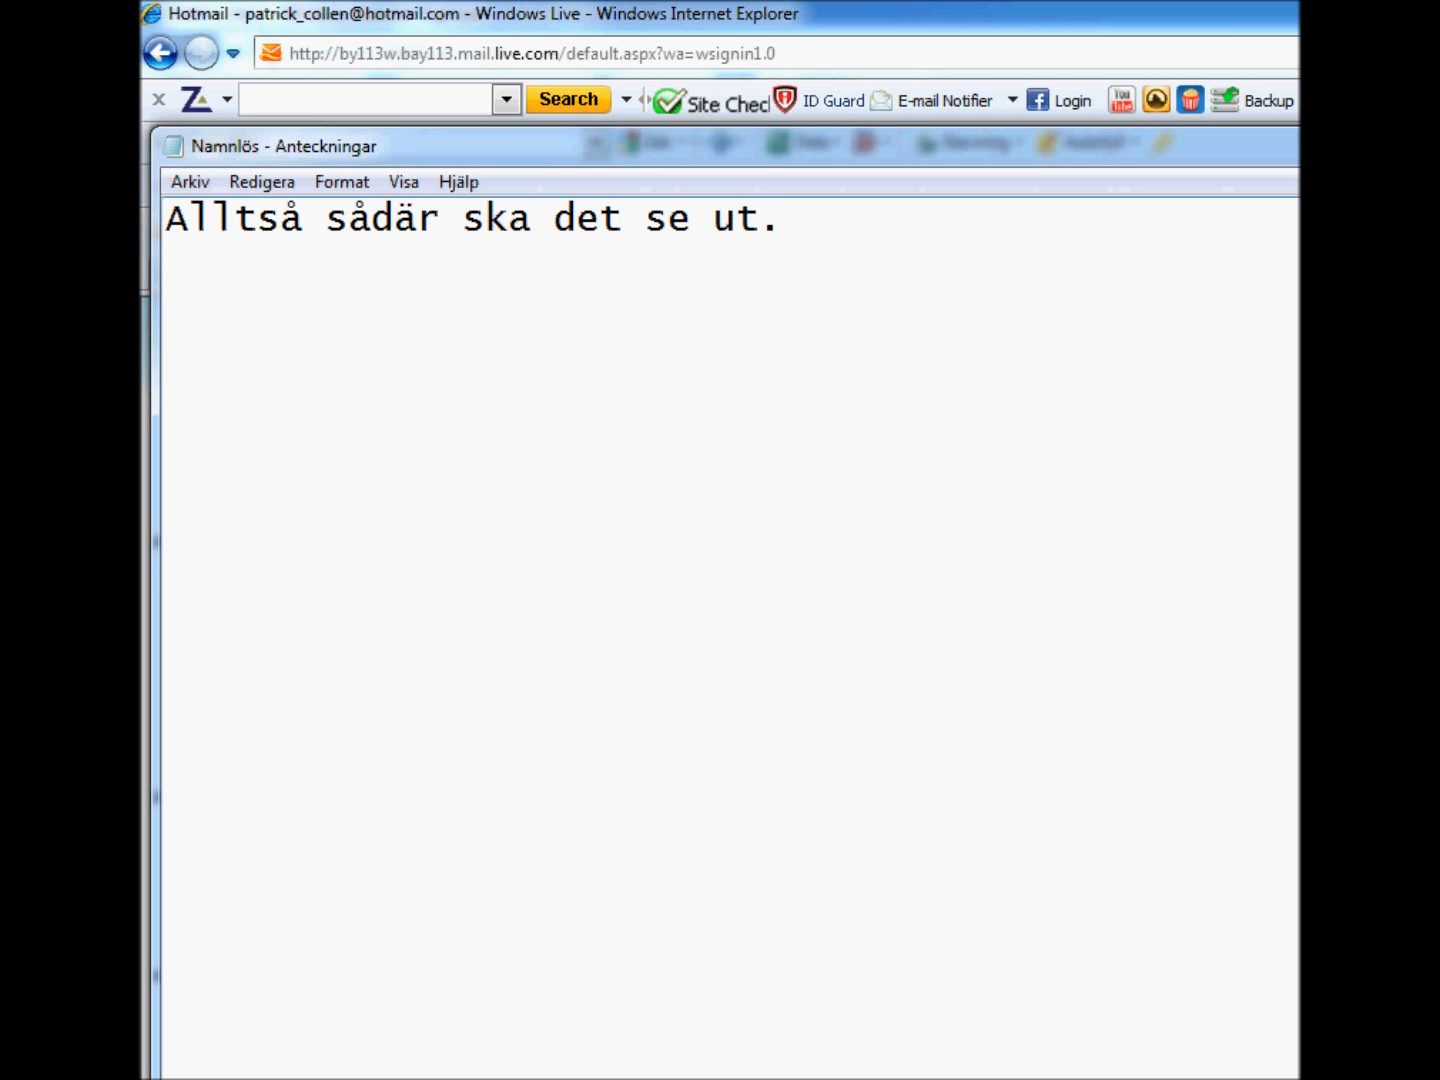 Hotmail - patrick_collen@hotmail.com - Windows Live - Windows Internet Explorer
http://by113w.bay113.mail.live.com/default.aspx?wa=wsignin1.0
Search Site Chec ID Guard E-mail Notifier Login You Tube Backup
Namnlös - Anteckningar
Arkiv Redigera Format Visa Hjälp
Alltså sådär ska det se ut.